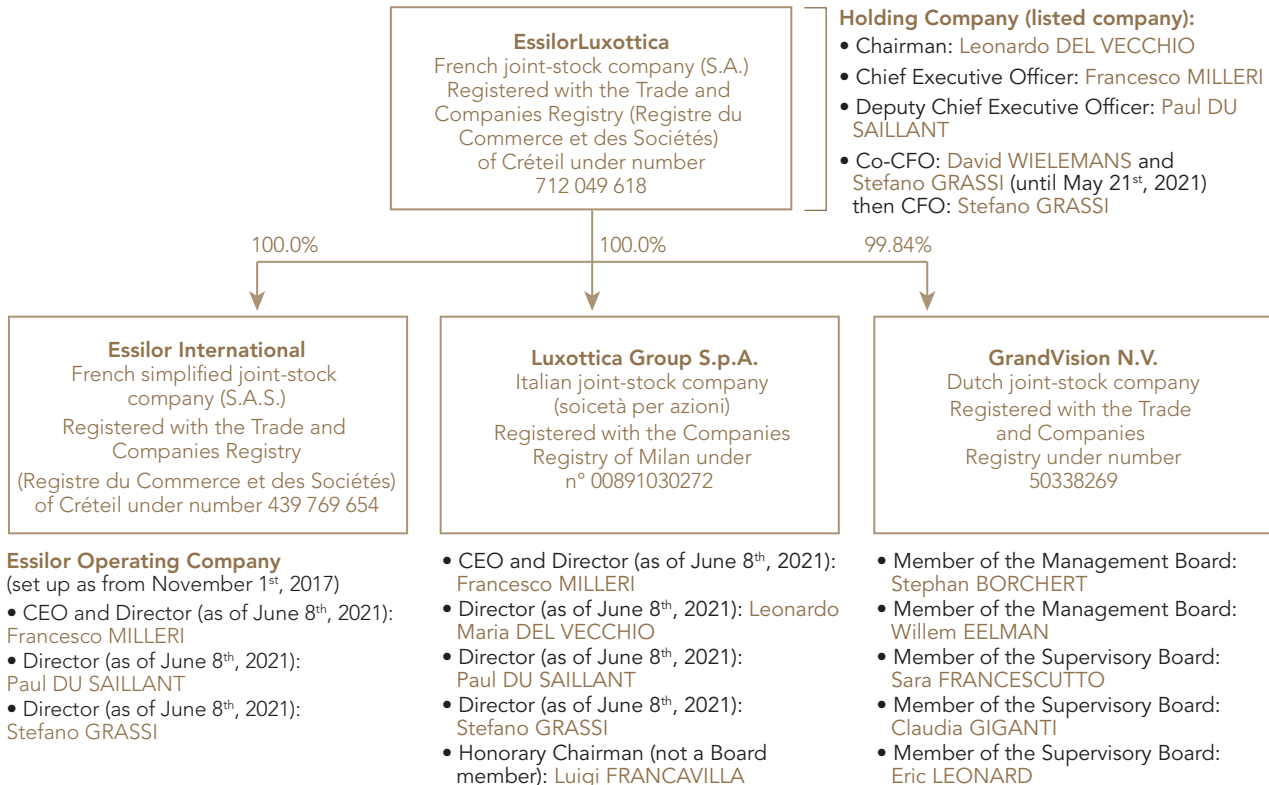 EssilorLuxottica
French joint-stock company (S.A.)
Registered with the Trade and
Companies Registry (Registre du
Commerce et des Sociétés)
of Créteil under number
712 049 618
Holding Company (listed company):
• Chairman: Leonardo DEL VECCHIO
• Chief Executive Officer: Francesco MILLERI
• Deputy Chief Executive Officer: Paul DU
SAILLANT
• Co-CFO: David WIELEMANS and
Stefano GRASSI (until May 21st, 2021)
then CFO: Stefano GRASSI
100.0%
100.0%
99.84%
Essilor International
French simplified joint-stock
company (S.A.S.)
Registered with the Trade and
Companies Registry
(Registre du Commerce et des Sociétés)
of Créteil under number 439 769 654
Luxottica Group S.p.A.
Italian joint-stock company
(soicetà per azioni)
Registered with the Companies
Registry of Milan under
n° 00891030272
GrandVision N.V.
Dutch joint-stock company
Registered with the Trade
and Companies
Registry under number
50338269
Essilor Operating Company
(set up as from November 1st, 2017)
• CEO and Director (as of June 8th, 2021):
Francesco MILLERI
• Director (as of June 8th, 2021):
Paul DU SAILLANT
• Director (as of June 8th, 2021):
Stefano GRASSI
• CEO and Director (as of June 8th, 2021):
Francesco MILLERI
• Director (as of June 8th, 2021): Leonardo
Maria DEL VECCHIO
• Director (as of June 8th, 2021):
Paul DU SAILLANT
• Director (as of June 8th, 2021):
Stefano GRASSI
• Honorary Chairman (not a Board
member): Luigi FRANCAVILLA
• Member of the Management Board:
Stephan BORCHERT
• Member of the Management Board:
Willem EELMAN
• Member of the Supervisory Board:
Sara FRANCESCUTTO
• Member of the Supervisory Board:
Claudia GIGANTI
• Member of the Supervisory Board:
Eric LEONARD